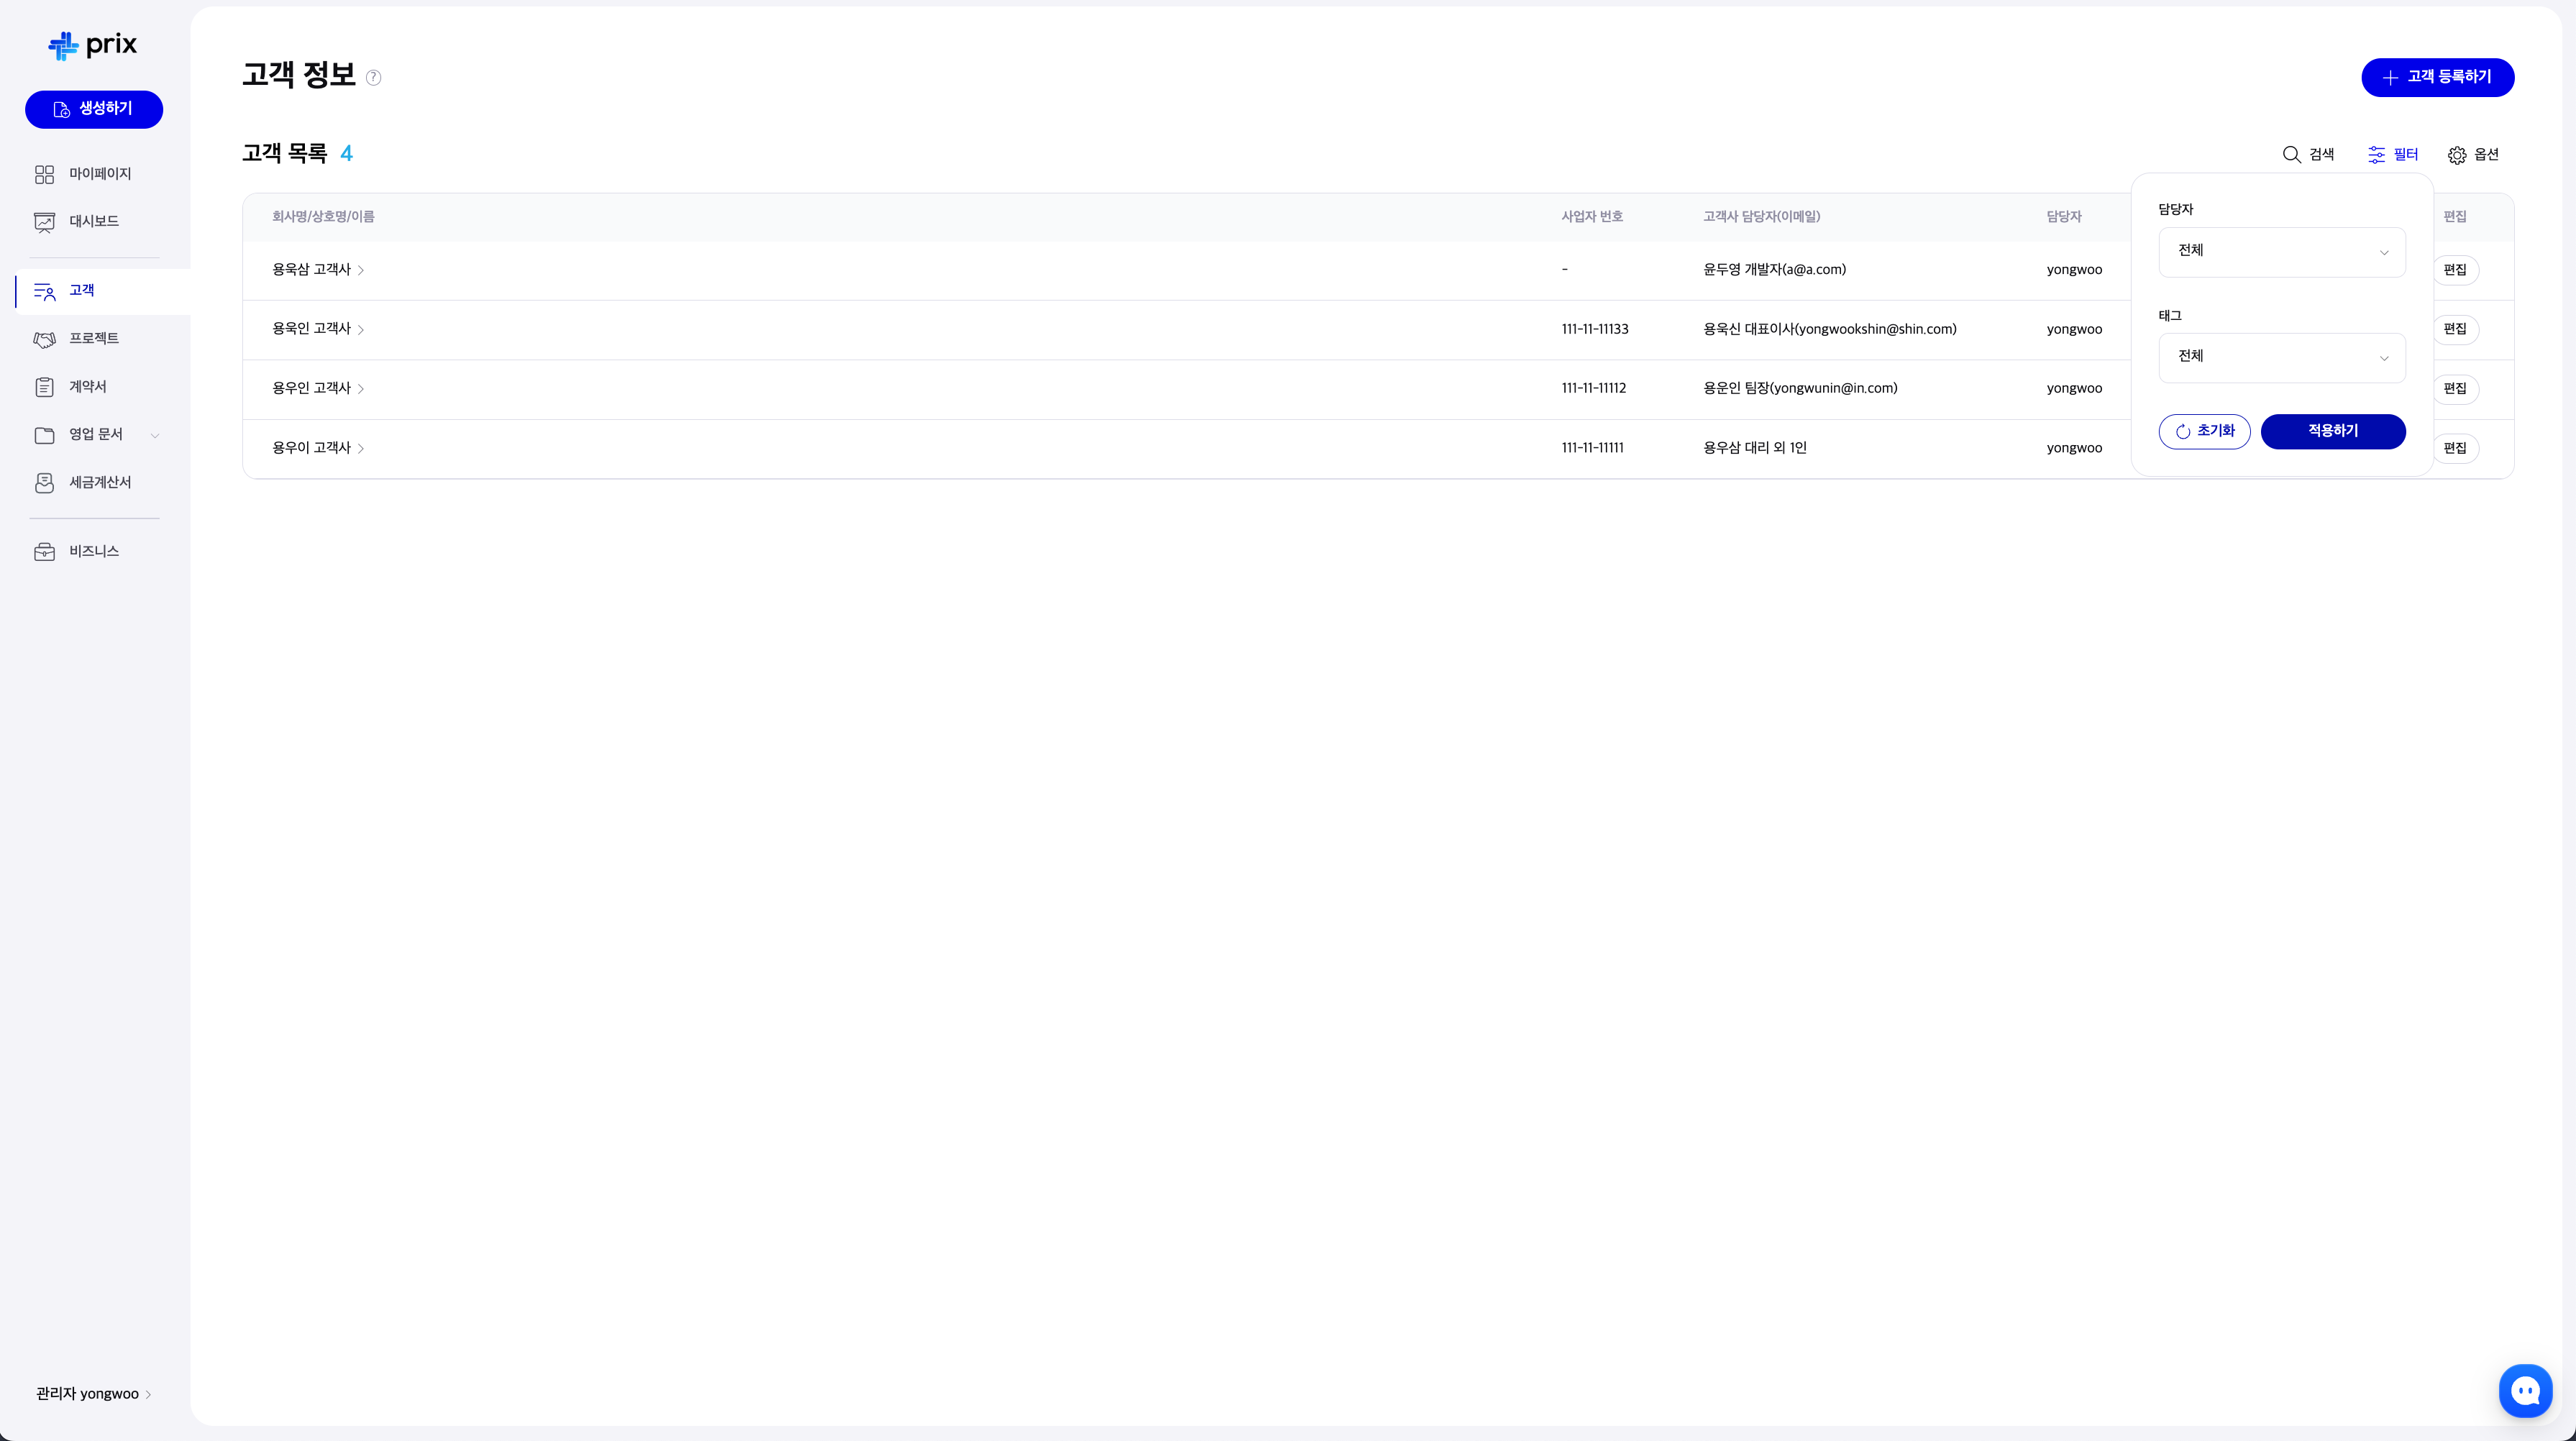 prix
생성하기
마이페이지
대시보드
고객
프로젝트
계약서
영업 문서
세금계산서
비즈니스
관리자 yongwoo
고객 정보 ?
고객 등록하기
고객 목록 4
검색 필터 옵션
회사명/상호명/이름 사업자 번호 고객사 담당자(이메일) 담당자 편집
용욱삼 고객사 - 윤두영 개발자(a@a.com) yongwoo 편집
용욱인 고객사 111-11-11133 용욱신 대표이사(yongwookshin@shin.com) yongwoo 편집
용우인 고객사 111-11-11112 용운인 팀장(yongwunin@in.com) yongwoo 편집
용우이 고객사 111-11-11111 용우삼 대리 외 1인 yongwoo 편집
담당자
전체
태그
전체
초기화 적용하기